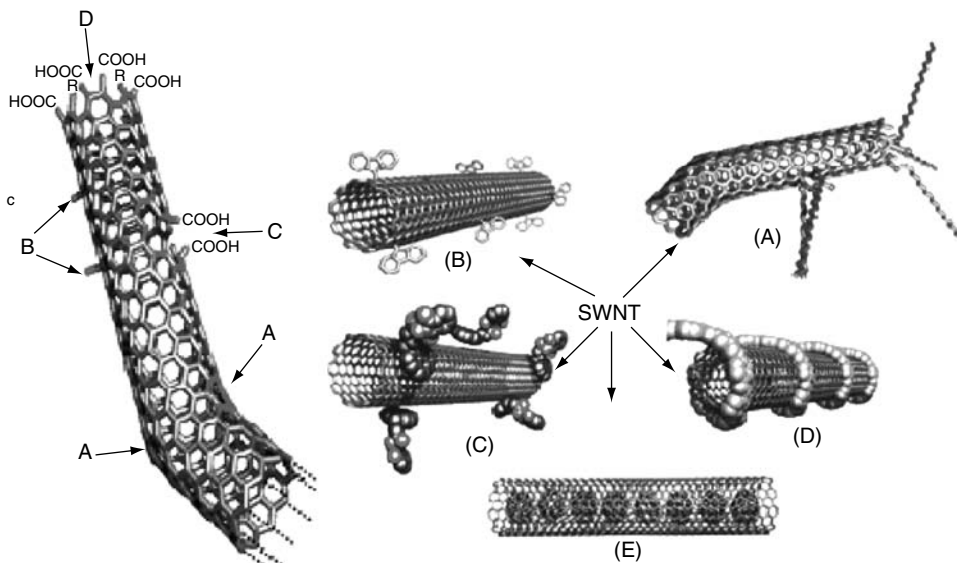 D
COOH
HOOC R R COOH
HOOC
c
B
COOH
C
COOH
A
A
(B)
(A)
SWNT
(C)
(D)
(E)